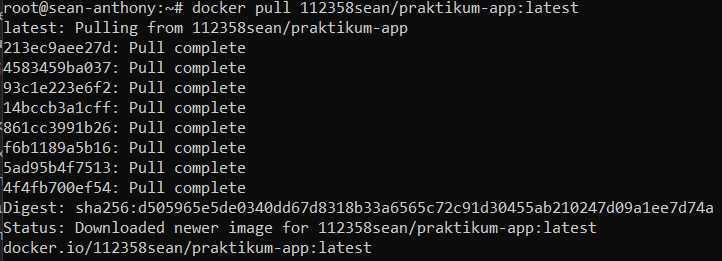 root@sean-anthony:~# docker pull 112358sean/praktikum-app:latest
latest: Pulling from 112358sean/praktikum-app
213ec9aee27d: Pull complete
4583459ba037: Pull complete
93c1e223e6f2: Pull complete
14bccb3a1cff: Pull complete
861cc3991b26: Pull complete
f6b1189a5b16: Pull complete
5ad95b4f7513: Pull complete
4f4fb700ef54: Pull complete
Digest: sha256:d505965e5de0340dd67d8318b33a6565c72c91d30455ab210247d09a1ee7d74a
Status: Downloaded newer image for 112358sean/praktikum-app:latest
docker.io/112358sean/praktikum-app:latest